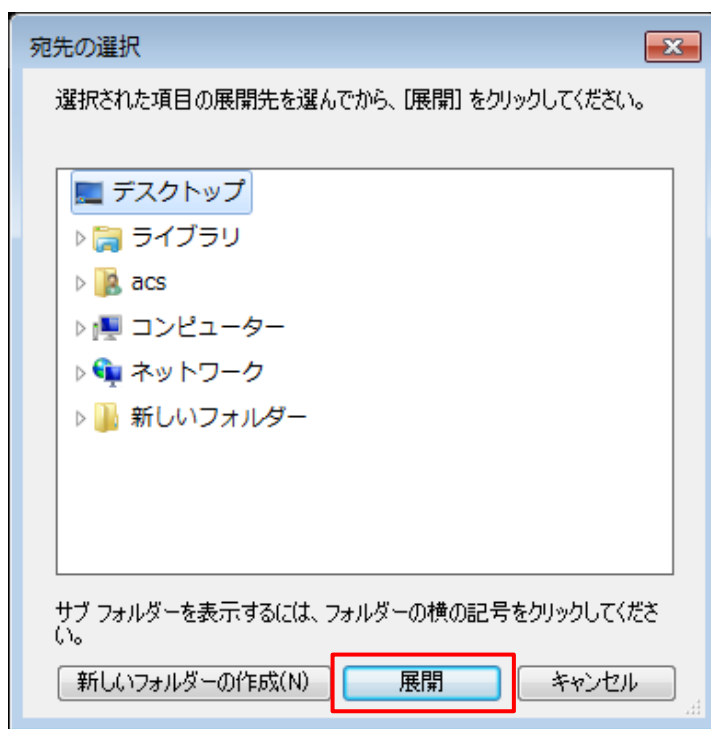 宛先の選択
選択された項目の展開先を選んでから、[展開] をクリックしてください。
デスクトップ
ライブラリ
acs
コンピューター
ネットワーク
新しいフォルダー
サブ フォルダーを表示するには、フォルダーの横の記号をクリックしてくださ
い。
新しいフォルダーの作成(N) 展開 キャンセル